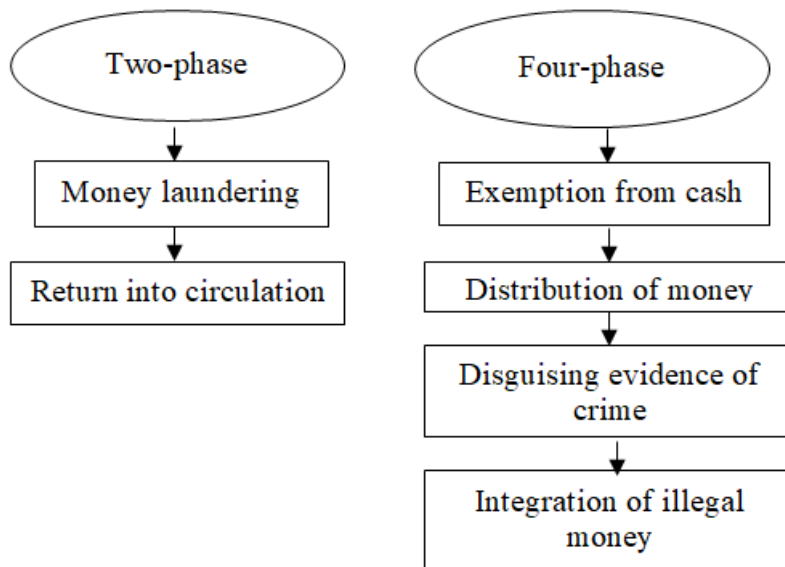 Two-phase
Money laundering
Return into circulation
Four-phase
Exemption from cash
Distribution of money
Disguising evidence of
crime
Integration of illegal
money